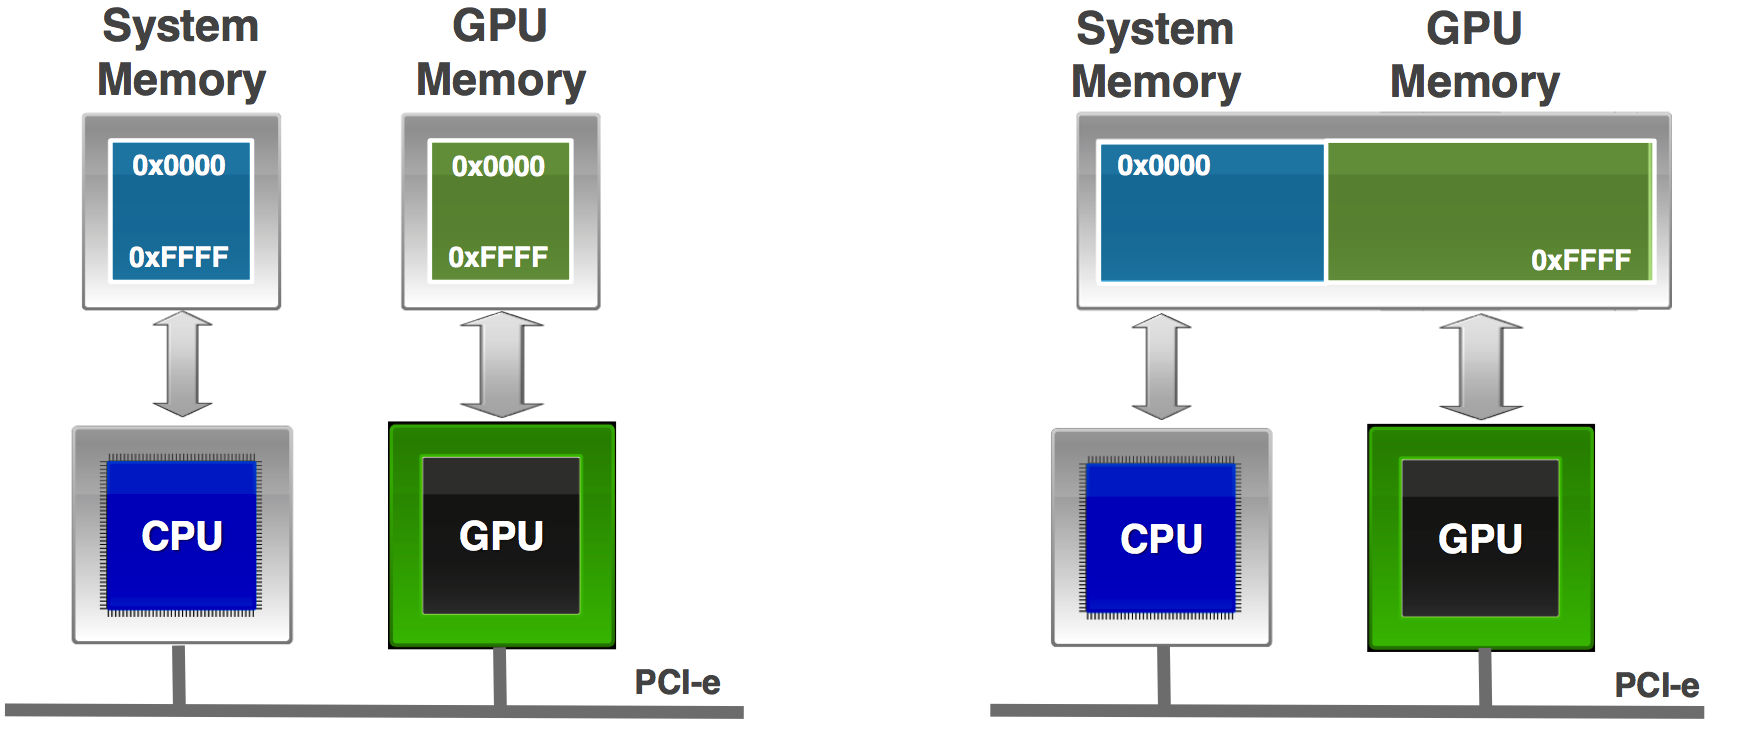 System
Memory
GPU
Memory
0x0000
0xFFFF
0x0000
0xFFFF
CPU
GPU
PCI-e
System
Memory
GPU
Memory
0x0000
0xFFFF
CPU
GPU
PCI-e